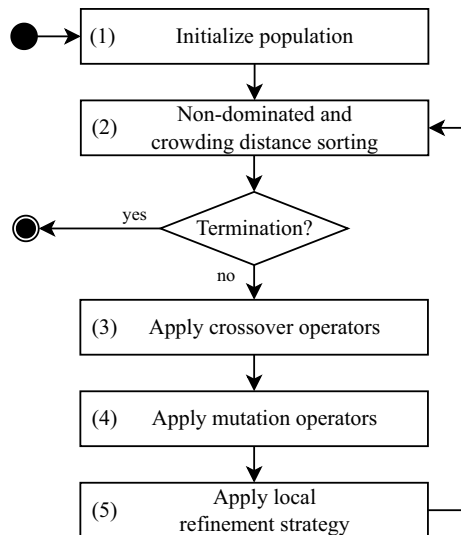 (1) Initialize population
(2) Non-dominated and
crowding distance sorting
yes
Termination?
no
(3) Apply crossover operators
(4) Apply mutation operators
(5) Apply local
refinement strategy